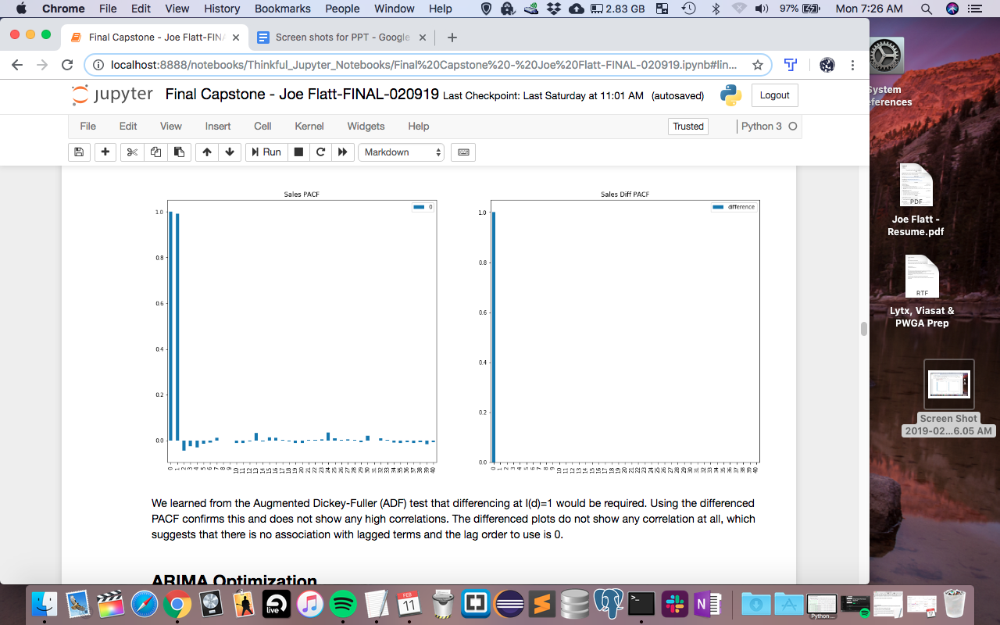 Chrome File Edit View History Bookmarks People Window Help 2.83 GB 97% Mon 7:26 AM
Final Capstone - Joe Flatt-FINA
Screen shots for PPT - Google
localhost:8888/notebooks/Thinkful_Jupyter_Notebooks/Final%20Capstone%20-%20Joe%20Flatt-FINAL-020919.ipynb#lin...
jupyter Final Capstone - Joe Flatt-FINAL-020919 Last Checkpoint: Last Saturday at 11:01 AM (autosaved) Logout
File Edit View Insert Cell Kernel Widgets Help Trusted Python 3
Run Markdown
Sales PACF
0
1.0
0.8
0.6
0.4
0.2
0.0
0 1 2 3 4 5 6 7 8 9 10 11 12 13 14 15 16 17 18 19 20 21 22 23 24 25 26 27 28 29 30 31 32 33 34 35 36 37 38 39 40
Sales Diff PACF
difference
1.0
0.8
0.6
0.4
0.2
0.0
0 1 2 3 4 5 6 7 8 9 10 11 12 13 14 15 16 17 18 19 20 21 22 23 24 25 26 27 28 29 30 31 32 33 34 35 36 37 38 39 40
We learned from the Augmented Dickey-Fuller (ADF) test that differencing at I(d)=1 would be required. Using the differenced
PACF confirms this and does not show any high correlations. The differenced plots do not show any correlation at all, which
suggests that there is no association with lagged terms and the lag order to use is 0.
ARIMA Optimization
System
eferences
PDF
Joe Flatt -
Resume.pdf
RTF
Lytx, Viasat &
PWGA Prep
Screen Shot
2019-02...6.05 AM
live
FEB
11
N
Python ...
17